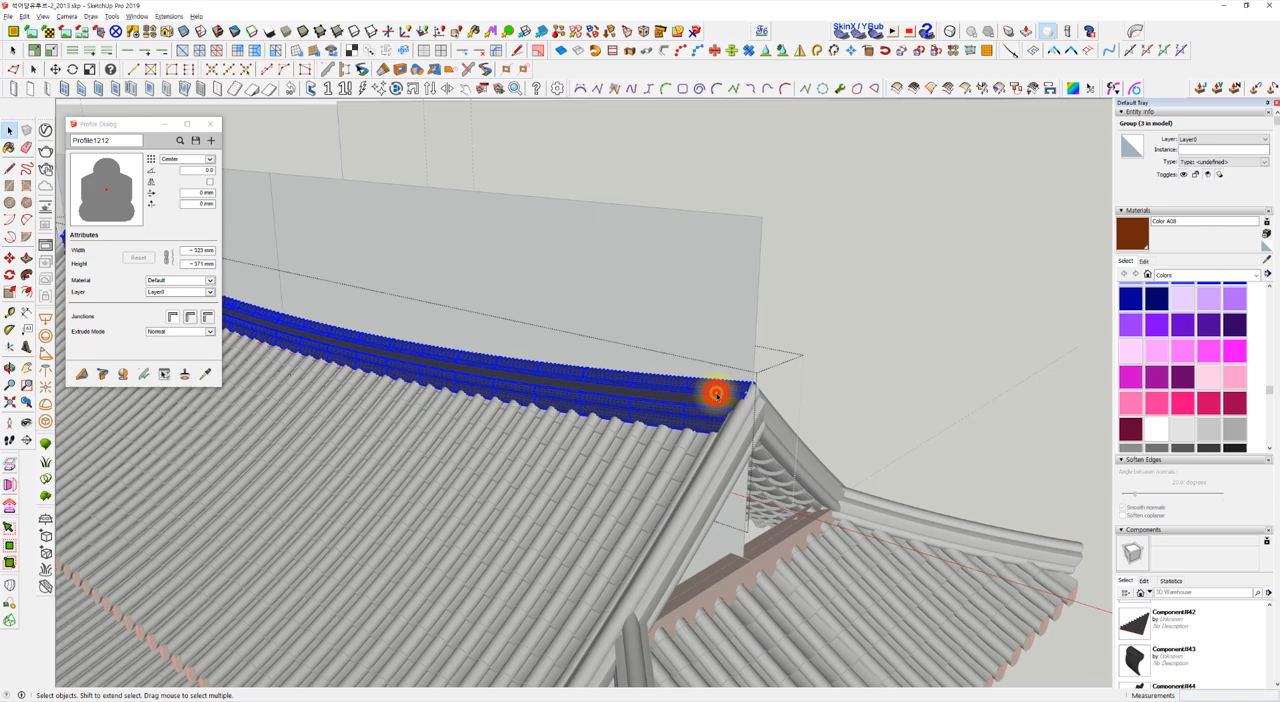 석어당유투브-2_2013.skp - SketchUp Pro 2019
File Edit View Camera Draw Tools Window Extensions Help
Profile Dialog
Profile1212
Center
0.0
0 mm
0 mm
Attributes
Width ~ 323 mm
Reset
Height ~ 371 mm
Material Default
Layer Layer0
Junctions
Extrude Mode Normal
Default Tray
Entity Info
Group (3 in model)
Layer: Layer0
Instance:
Type: Type: <undefined>
Toggles:
Materials
Color A08
Select Edit
Colors
Soften Edges
Angle between normals:
20.0 degrees
Smooth normals
Soften coplanar
Components
Select Edit Statistics
3D Warehouse
Component#42
by Unknown
No Description
Component#43
by Unknown
No Description
Component#44
Select objects. Shift to extend select. Drag mouse to select multiple.
Measurements